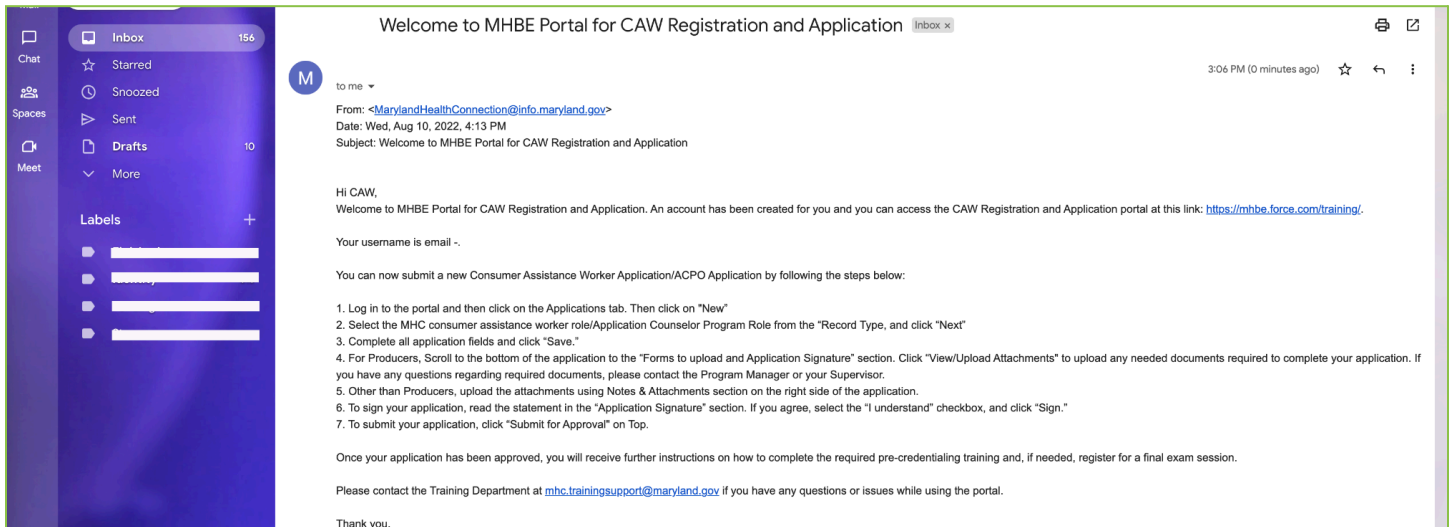 Welcome to MHBE Portal for CAW Registration and Application Inbox ×
Inbox 156
Chat
Starred
3:06 PM (0 minutes ago)
M
to me
Snoozed
Spaces
From: <MarylandHealthConnection@info.maryland.gov>
Sent
Date: Wed, Aug 10, 2022, 4:13 PM
Drafts 10
Subject: Welcome to MHBE Portal for CAW Registration and Application
Meet
More
Hi CAW,
Labels +
Welcome to MHBE Portal for CAW Registration and Application. An account has been created for you and you can access the CAW Registration and Application portal at this link: https://mhbe.force.com/training/.
Your username is email -.
You can now submit a new Consumer Assistance Worker Application/ACPO Application by following the steps below:
1. Log in to the portal and then click on the Applications tab. Then click on "New"
2. Select the MHC consumer assistance worker role/Application Counselor Program Role from the "Record Type, and click "Next"
3. Complete all application fields and click "Save."
4. For Producers, Scroll to the bottom of the application to the "Forms to upload and Application Signature" section. Click "View/Upload Attachments" to upload any needed documents required to complete your application. If
you have any questions regarding required documents, please contact the Program Manager or your Supervisor.
5. Other than Producers, upload the attachments using Notes & Attachments section on the right side of the application.
6. To sign your application, read the statement in the "Application Signature" section. If you agree, select the "I understand" checkbox, and click "Sign."
7. To submit your application, click "Submit for Approval" on Top.
Once your application has been approved, you will receive further instructions on how to complete the required pre-credentialing training and, if needed, register for a final exam session.
Please contact the Training Department at mhc.trainingsupport@maryland.gov if you have any questions or issues while using the portal.
Thank you,